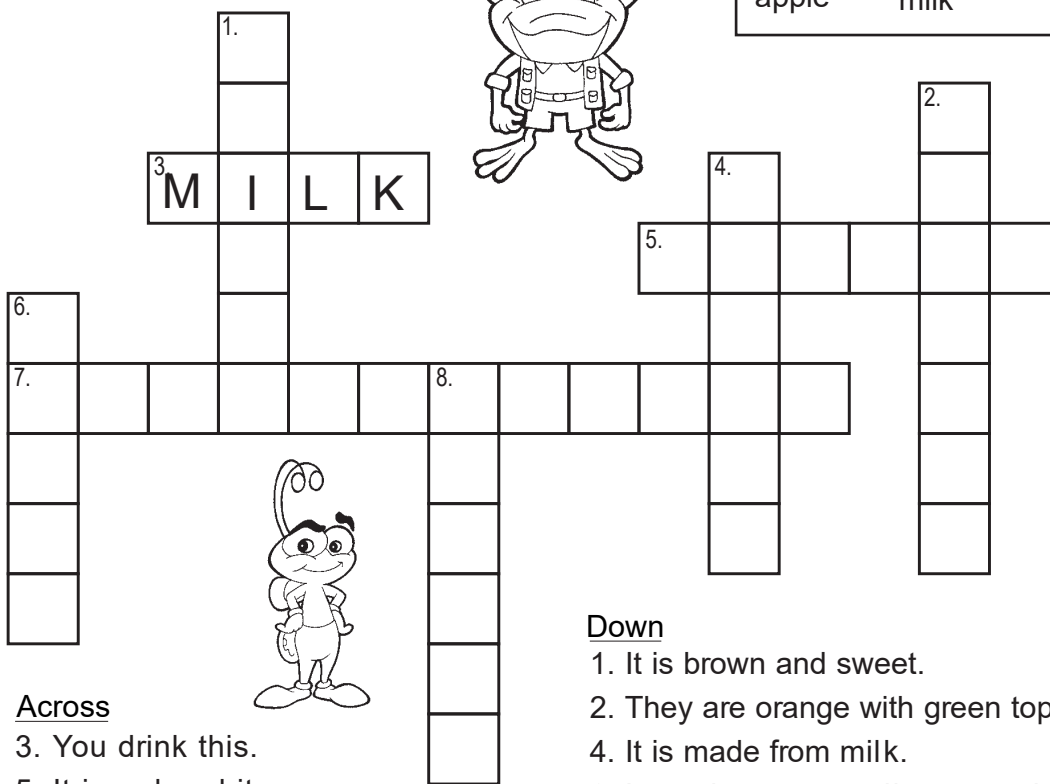 apple milk
1.
2.
3. M I L K
4.
5.
6.
7. 8.
Down
1. It is brown and sweet.
2. They are orange with green top
Across
4. It is made from milk.
3. You drink this.